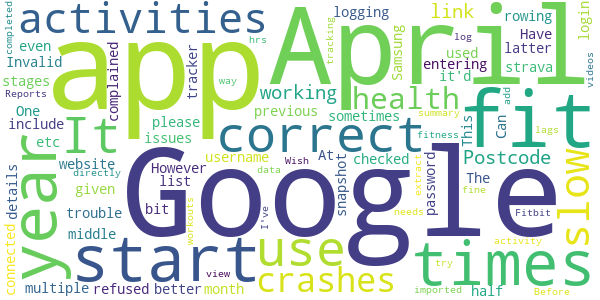 completed
activities
hrs
logging
link
rowing
login
complained
tracking
Have
even
app
April
log
latter
videos
Invalid
tracker
Samsung
used
strava
stages
it'd
Reports
working
health
entering
add
way
fit
One
please
previous
sometimes
summary
include
It
issues
correct
This
Can
lags
etc
At
checked
fitness
username
Postcode
slow
website
However
directly
list
Wish
data
snapshot
password
extract
The
fine
given
year
details
bit
Google
needs
Fitbit
trouble
I've
workouts
activity
middle
start
use
times
connected
view
try
crashes
multiple
refused
better
month
imported
half
Before